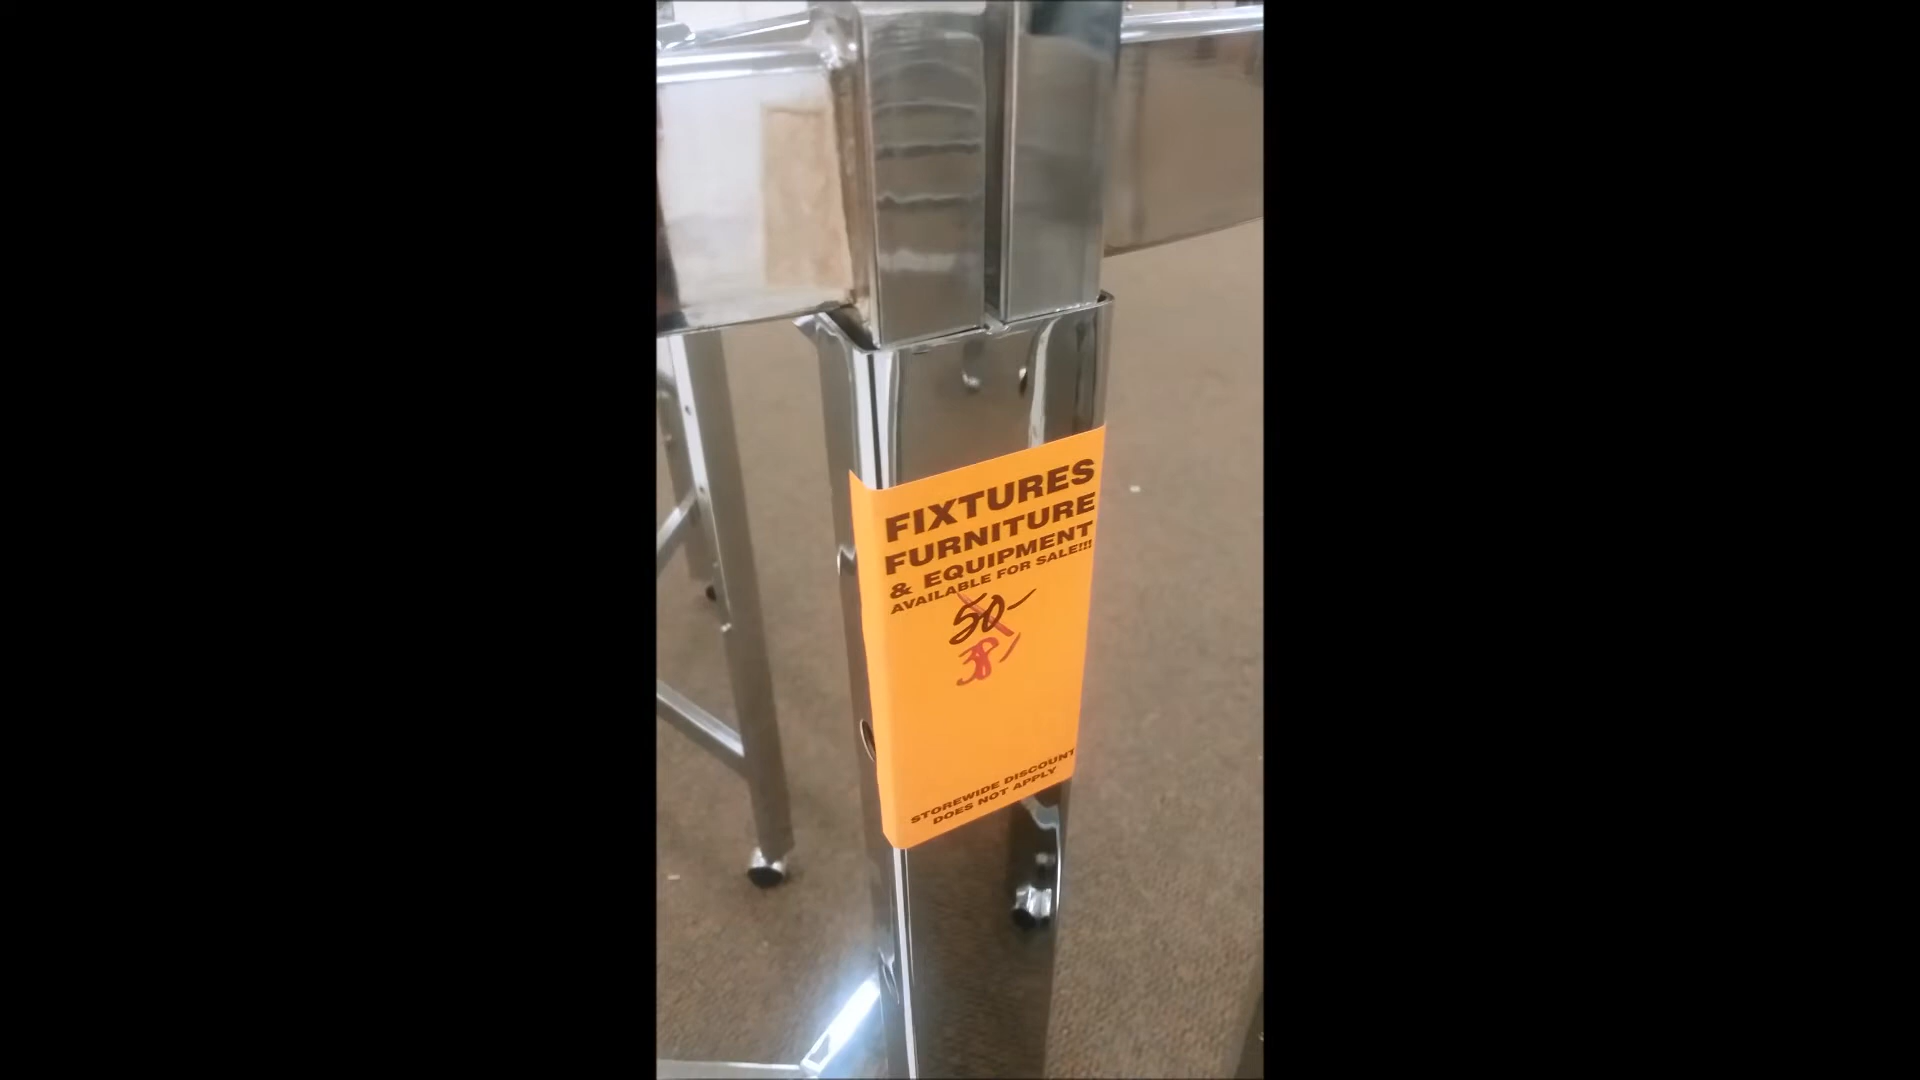 FIXTURES
FURNITURE
& EQUIPMENT
AVAILABLE FOR SALE!!!
50-
38-
STOREWIDE DISCOUNT
DOES NOT APPLY